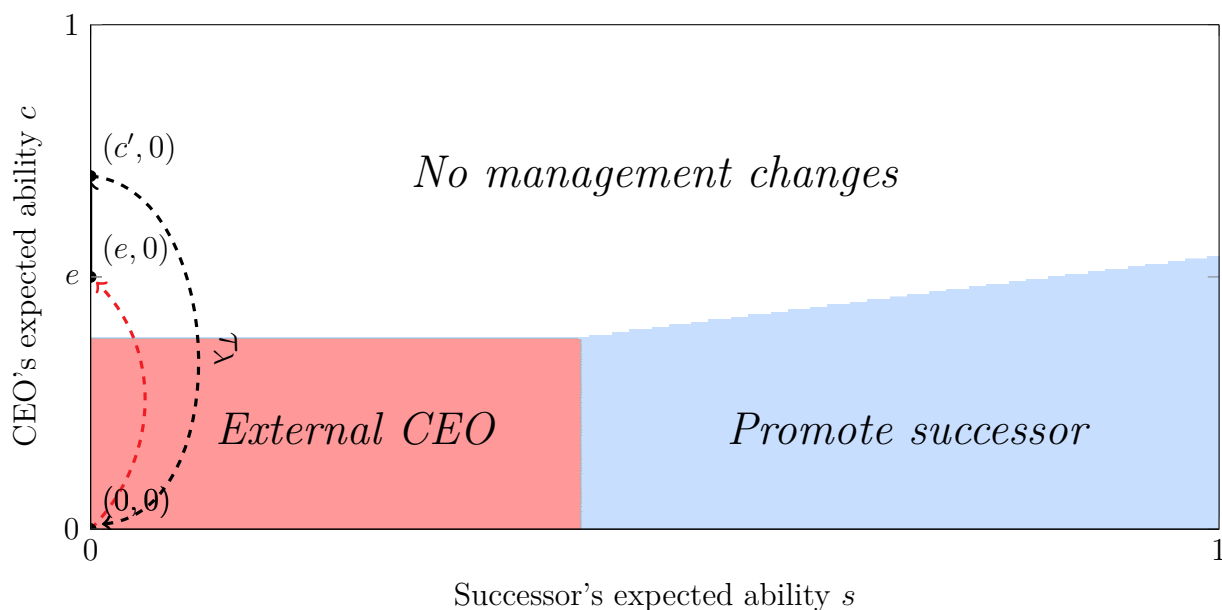 1
CEO's expected ability c
(c′, 0)
No management changes
(e, 0)
e
λT
External CEO
Promote successor
(0, 0)
0
0
1
Successor's expected ability s